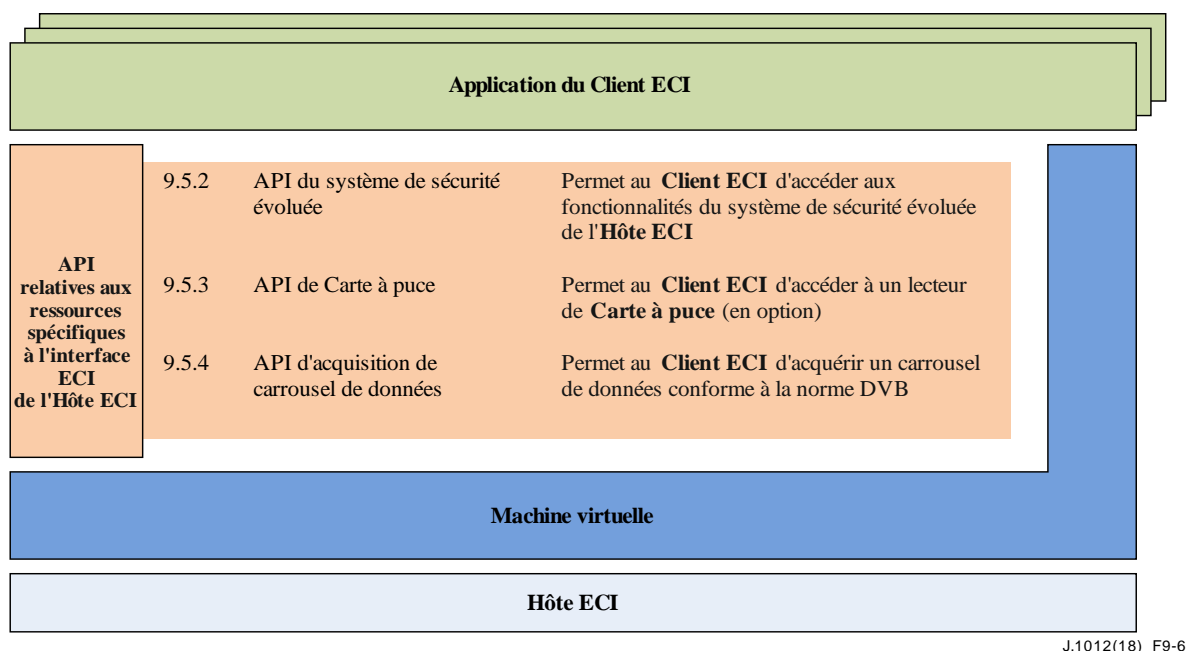 Application du Client ECI
API
relatives aux
ressources
spécifiques
à l'interface
ECI
de l'Hôte ECI
9.5.2 API du système de sécurité
évoluée
Permet au Client ECI d'accéder aux
fonctionnalités du système de sécurité évoluée
de l'Hôte ECI
9.5.3 API de Carte à puce
Permet au Client ECI d'accéder à un lecteur
de Carte à puce (en option)
9.5.4 API d'acquisition de
carrousel de données
Permet au Client ECI d'acquérir un carrousel
de données conforme à la norme DVB
Machine virtuelle
Hôte ECI
J.1012(18)_F9-6